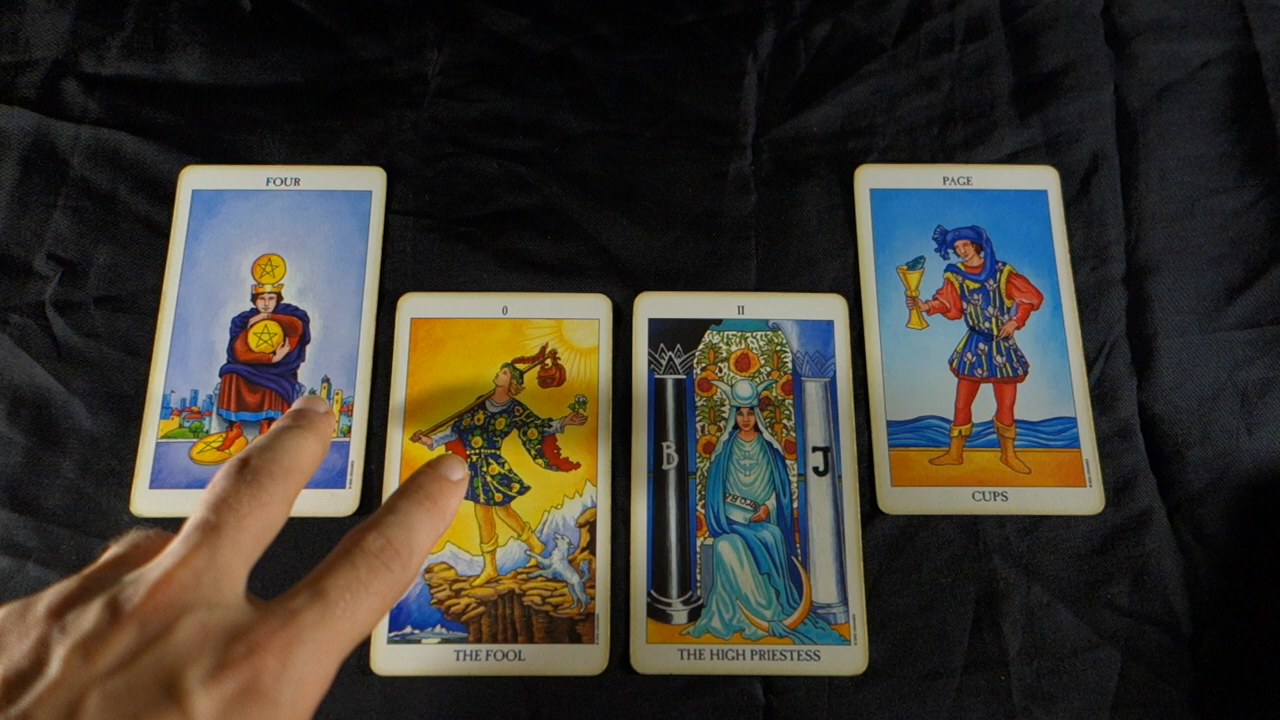 FOUR
PAGE
CUPS
0
THE FOOL
II
B
J
THE HIGH PRIESTESS